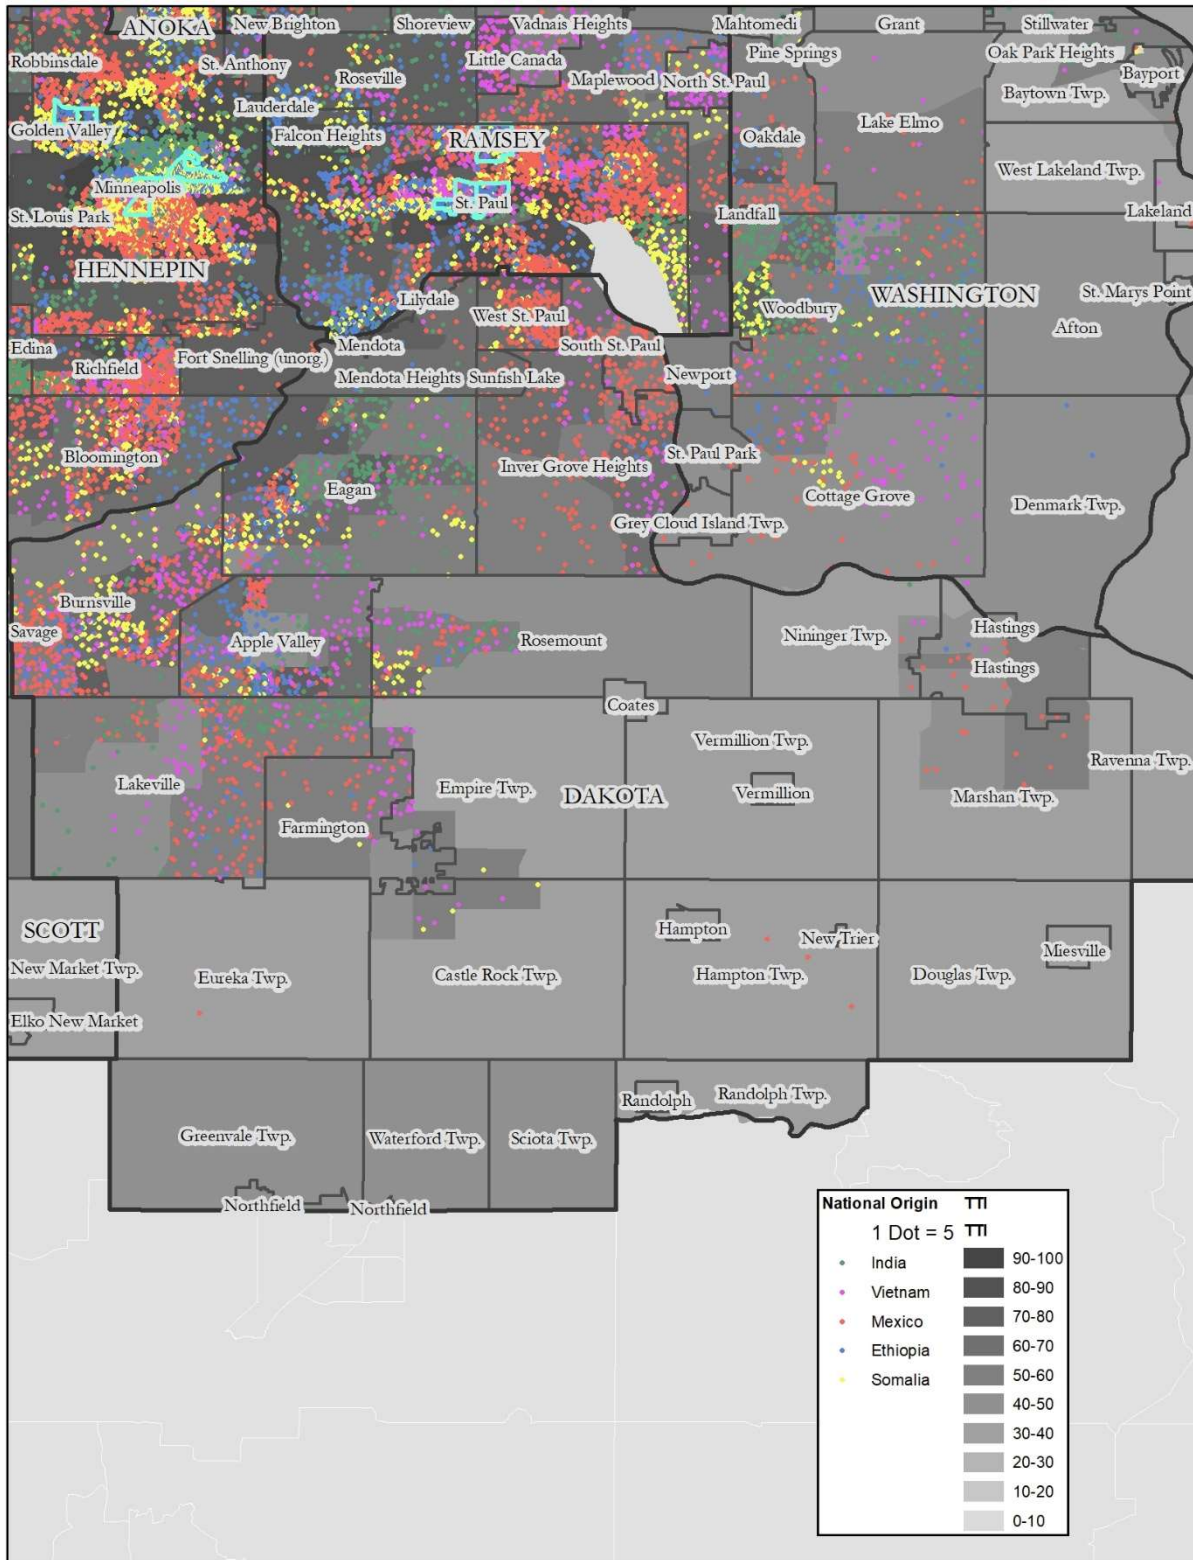 ANOKA
New Brighton
Shoreview
Vadnais Heights
Mahtomedi
Grant
Stillwater
Robbinsdale
St. Anthony
Roseville
Little Canada
Maplewood
North St. Paul
Pine Springs
Oak Park Heights
Bayport
Baytown Twp.
Golden Valley
Lauderdale
Falcon Heights
RAMSEY
Oakdale
Lake Elmo
West Lakeland Twp.
Minneapolis
St. Louis Park
St. Paul
Landfall
Lakeland
HENNEPIN
Lilydale
West St. Paul
Woodbury
WASHINGTON
St. Marys Point
Afton
Edina
Richfield
Fort Snelling (unorg.)
Mendota
South St. Paul
Mendota Heights
Sunfish Lake
Newport
Bloomington
Eagan
Inver Grove Heights
St. Paul Park
Cottage Grove
Grey Cloud Island Twp.
Denmark Twp.
Burnsville
Savage
Apple Valley
Rosemount
Nininger Twp.
Hastings
Hastings
Coates
Vermillion Twp.
Ravenna Twp.
Lakeville
Empire Twp.
DAKOTA
Vermillion
Marshan Twp.
Farmington
SCOTT
Hampton
New Trier
Miesville
New Market Twp.
Eureka Twp.
Castle Rock Twp.
Hampton Twp.
Douglas Twp.
Elko New Market
Randolph
Randolph Twp.
Greenvale Twp.
Waterford Twp.
Sciota Twp.
Northfield
Northfield
National Origin
1 Dot = 5
India
Vietnam
Mexico
Ethiopia
Somalia
TTI
TTI
90-100
80-90
70-80
60-70
50-60
40-50
30-40
20-30
10-20
0-10